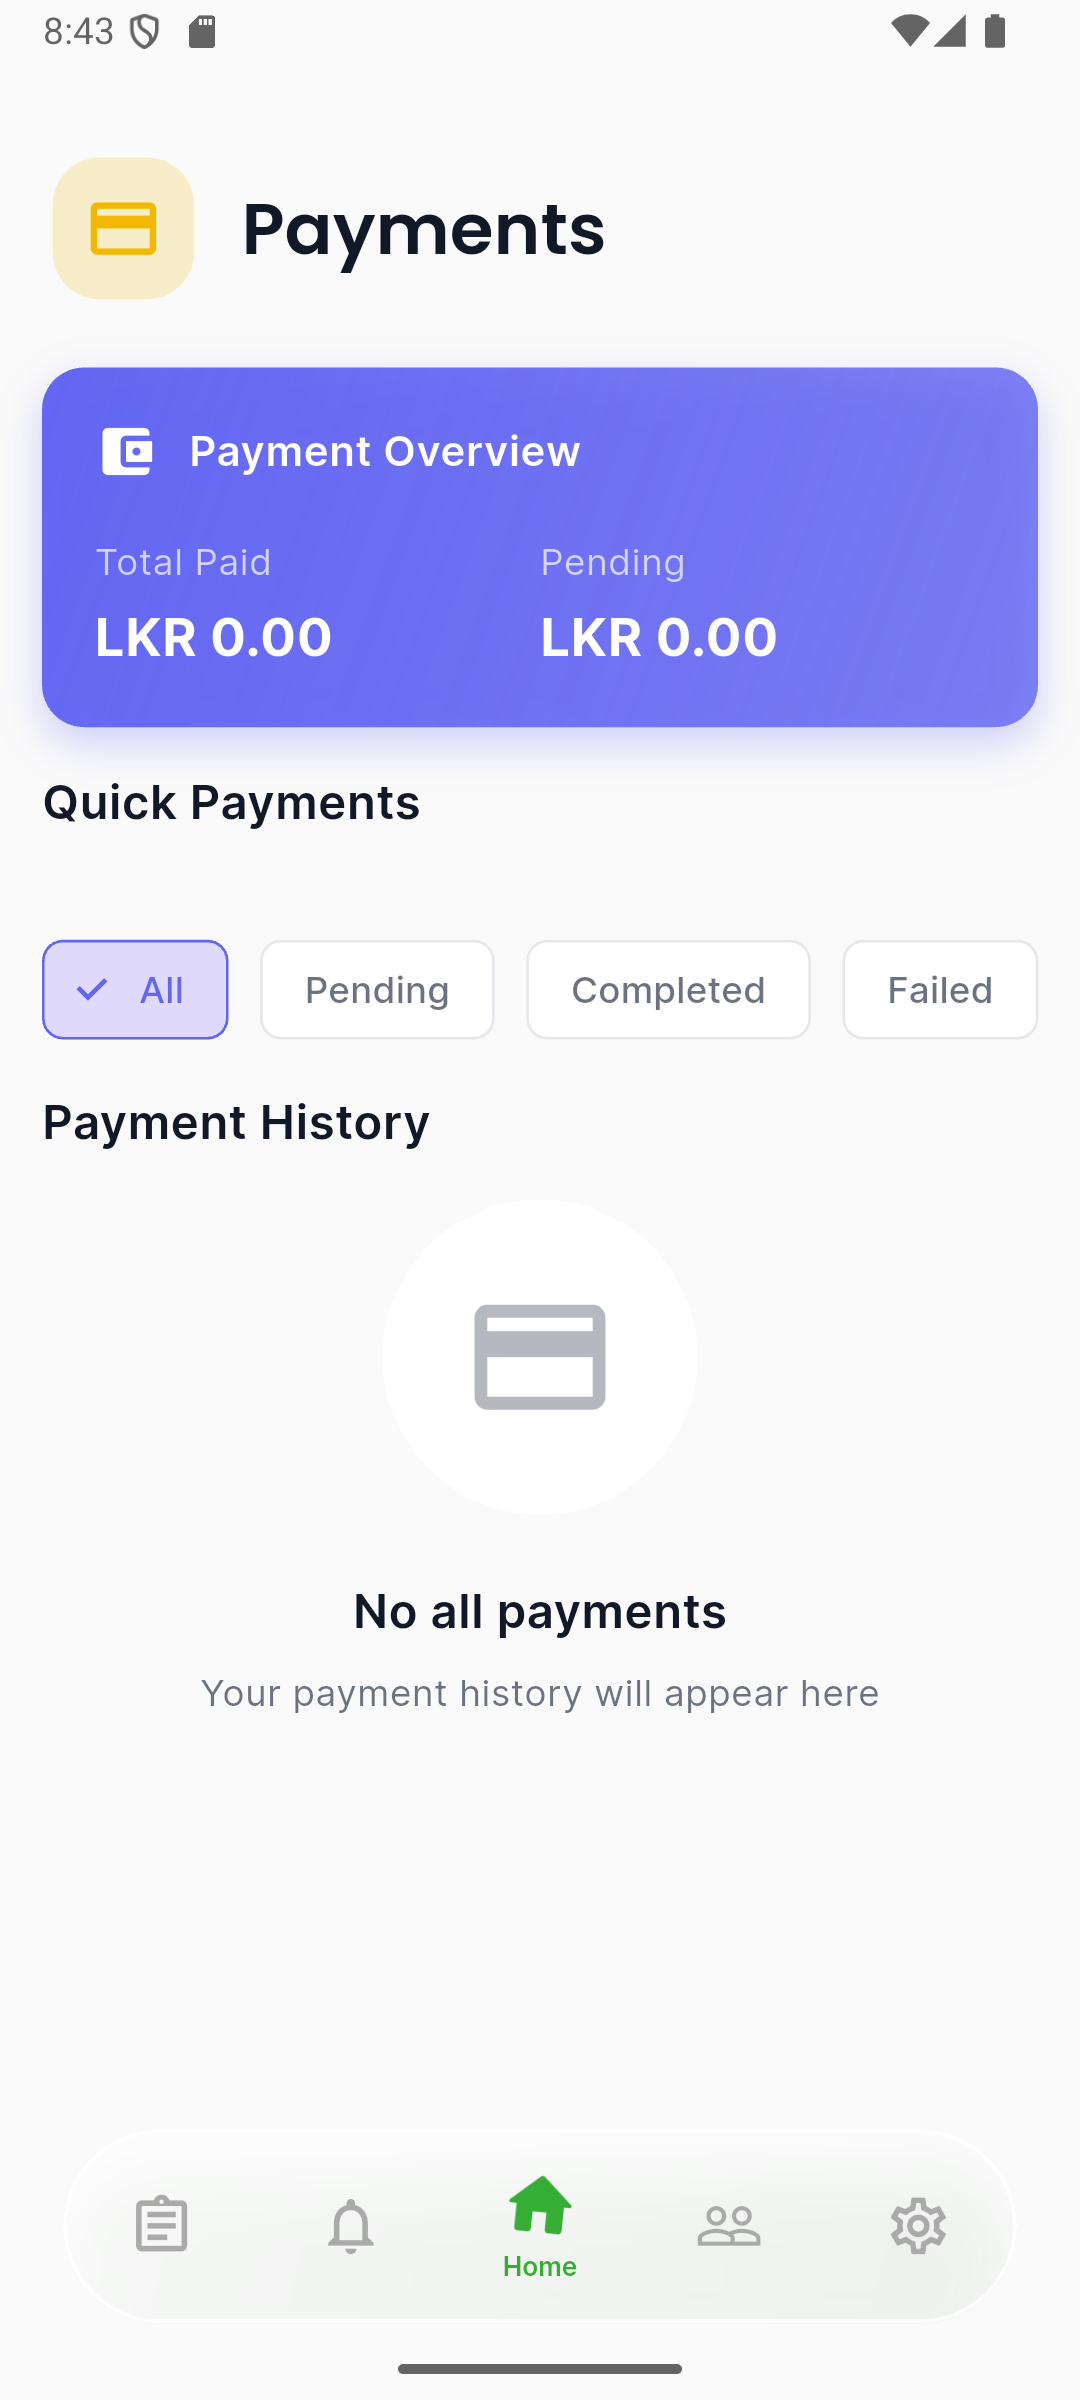 8:43
Payments
Payment Overview
Total Paid
Pending
LKR 0.00
LKR 0.00
Quick Payments
All
Pending
Completed
Failed
Payment History
No all payments
Your payment history will appear here
Home